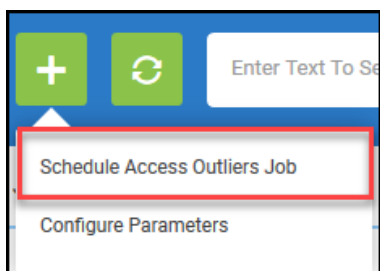 Enter Text To Se
Schedule Access Outliers Job
Configure Parameters